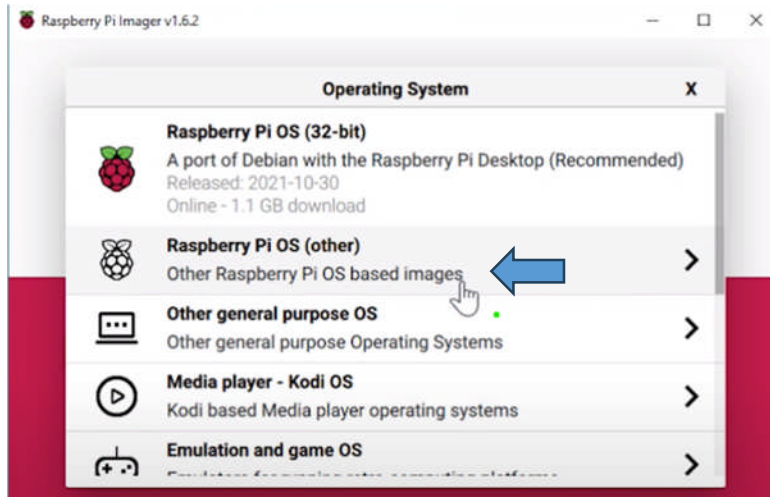 Raspberry Pi Imager v1.6.2
Operating System
X
Raspberry Pi OS (32-bit)
A port of Debian with the Raspberry Pi Desktop (Recommended)
Released: 2021-10-30
Online - 1.1 GB download
Raspberry Pi OS (other)
Other Raspberry Pi OS based images
Other general purpose OS
Other general purpose Operating Systems
Media player - Kodi OS
Kodi based Media player operating systems
Emulation and game OS